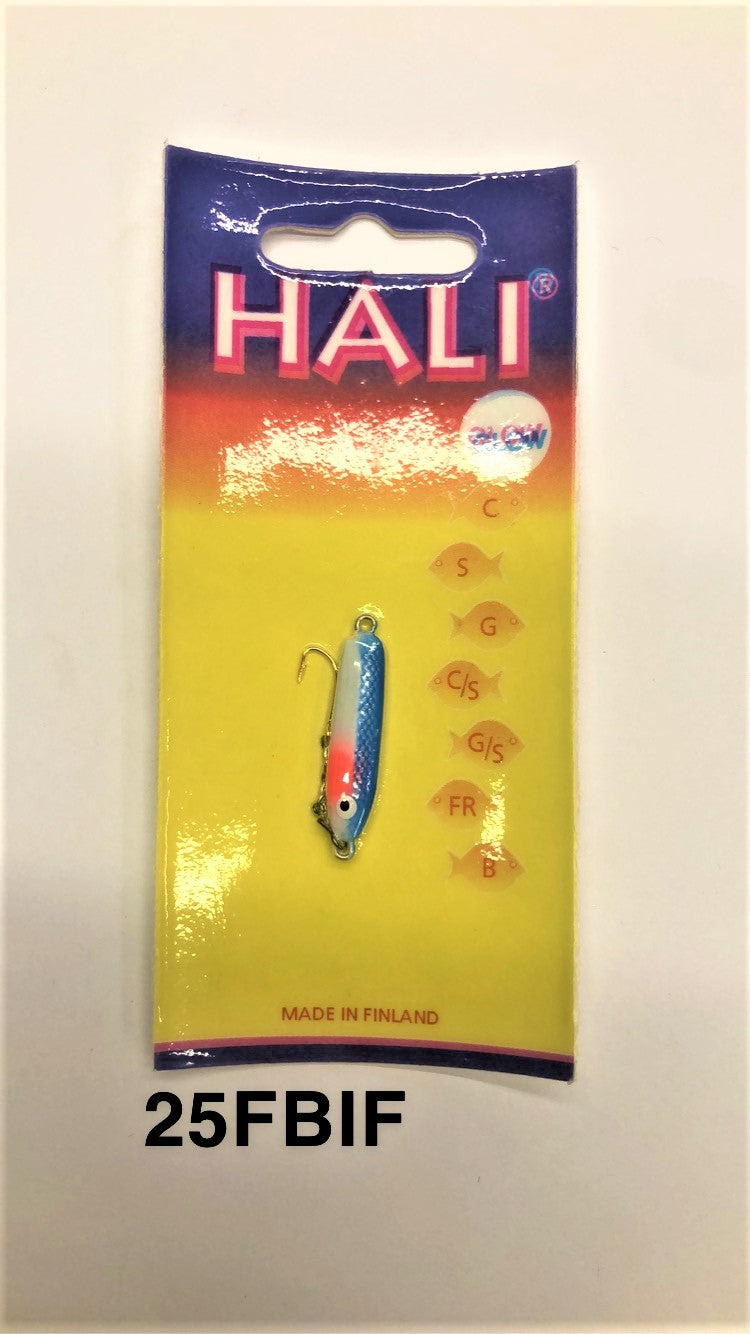 HALI®
GLOW
C
S
G
C/S
G/S
FR
B
MADE IN FINLAND
25FBIF